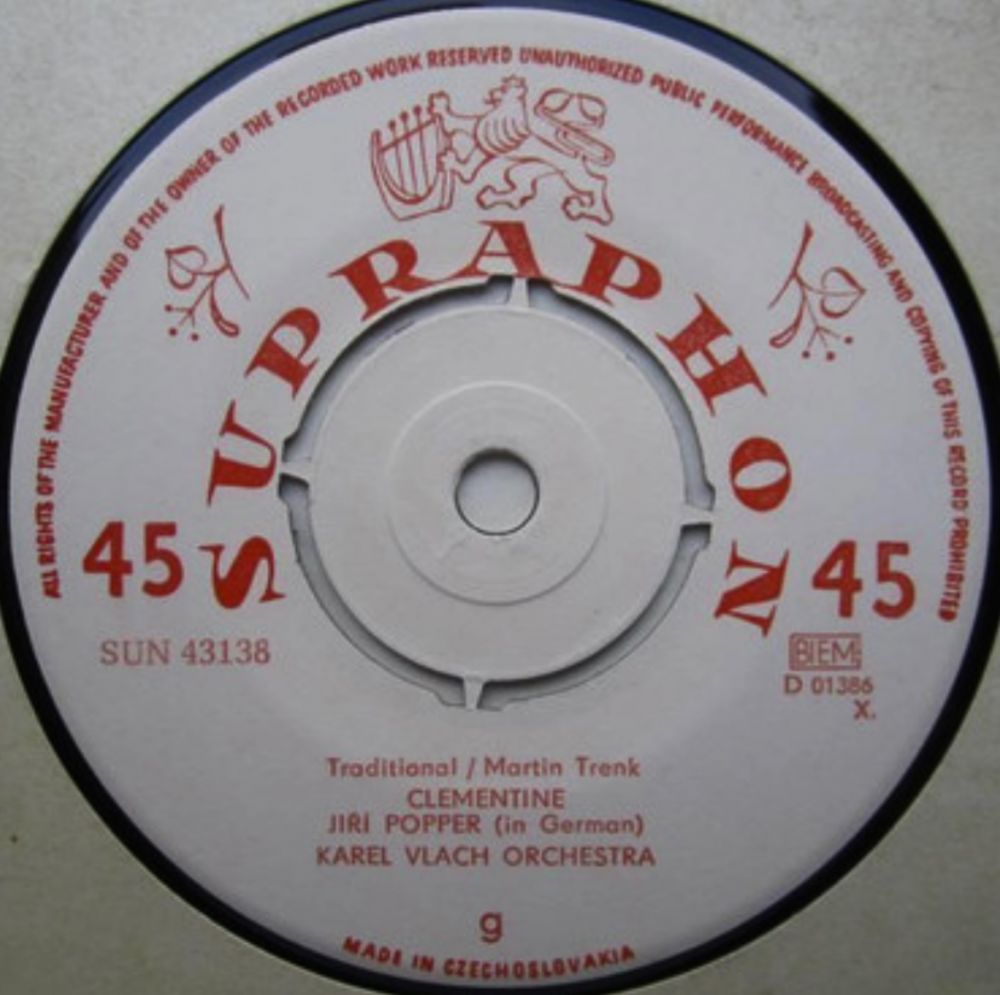 ALL RIGHTS OF THE MANUFACTURER AND OF THE OWNER OF THE RECORDED WORK RESERVED UNAUTHORIZED PUBLIC PERFORMANCE BROADCASTING AND COPYING OF THIS RECORD PROHIBITED
SUPRAPHON
45 45
SUN 43138
BIEM
D 01386
X.
Traditional / Martin Trenk
CLEMENTINE
JIŘÍ POPPER (in German)
KAREL VLACH ORCHESTRA
g
MADE IN CZECHOSLOVAKIA